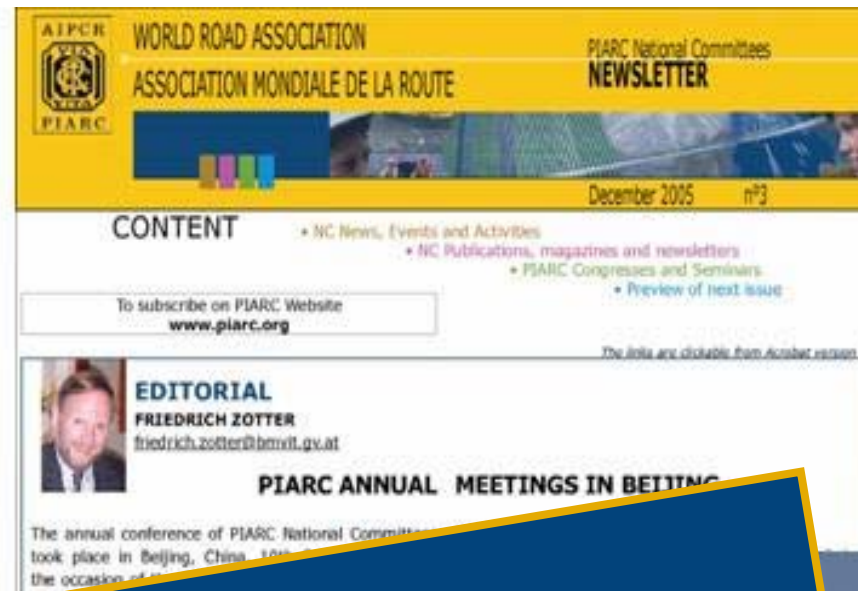 AIPCR
VIA
VITA
PIARC
WORLD ROAD ASSOCIATION
ASSOCIATION MONDIALE DE LA ROUTE
PIARC National Committees
NEWSLETTER
December 2005 nº3
CONTENT
• NC News, Events and Activities
• NC Publications, magazines and newsletters
• PIARC Congresses and Seminars
• Preview of next issue
To subscribe on PIARC Website
www.piarc.org
The links are clickable from Acrobat version
EDITORIAL
FRIEDRICH ZOTTER
friedrich.zotter@bmvit.gv.at
PIARC ANNUAL MEETINGS IN BEIJING
The annual conference of PIARC National
took place in Beijing, China,
the occasion